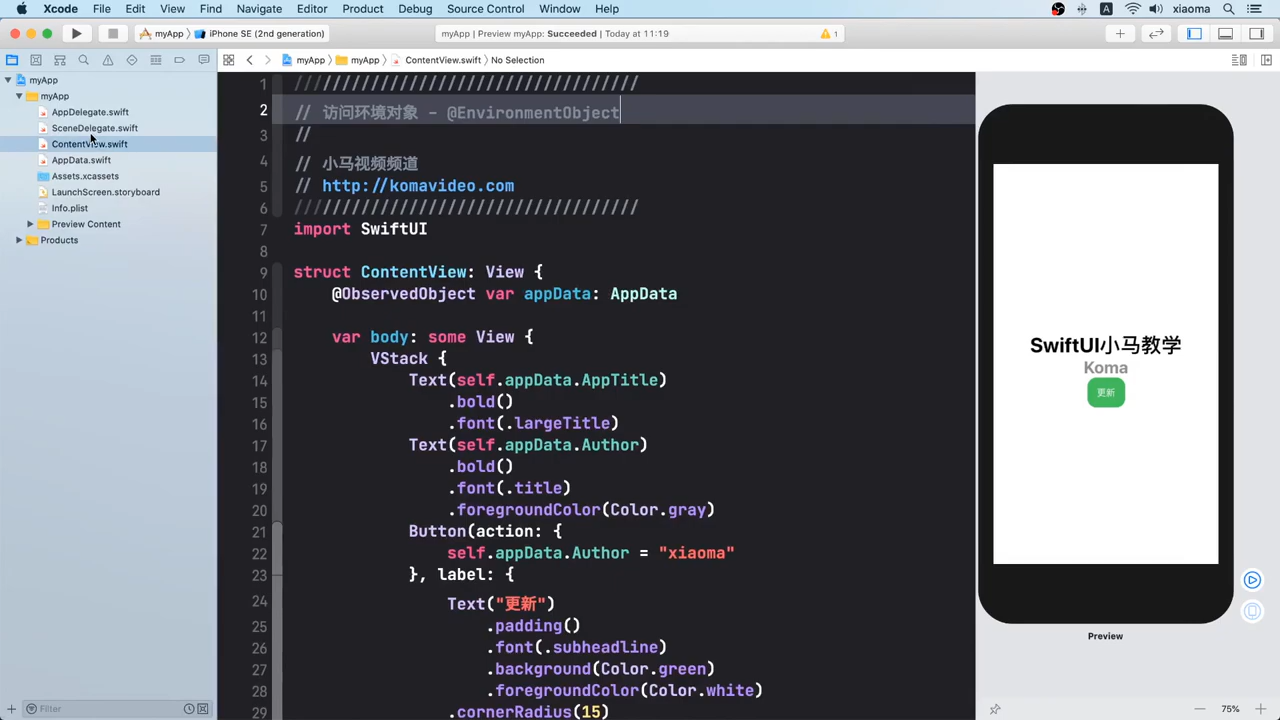 Xcode File Edit View Find Navigate Editor Product Debug Source Control Window Help A xiaoma
myApp iPhone SE (2nd generation) myApp | Preview myApp: Succeeded | Today at 11:19 1
myApp myApp ContentView.swift No Selection
myApp
myApp
AppDelegate.swift
SceneDelegate.swift
ContentView.swift
AppData.swift
Assets.xcassets
LaunchScreen.storyboard
Info.plist
Preview Content
Products
Filter
1 ////////////////////////////////////
2 // 访问环境对象 - @EnvironmentObject
3 //
4 // 小马视频频道
5 // http://komavideo.com
6 ////////////////////////////////////
7 import SwiftUI
8
9 struct ContentView: View {
10 @ObservedObject var appData: AppData
11
12 var body: some View {
13 VStack {
14 Text(self.appData.AppTitle)
15 .bold()
16 .font(.largeTitle)
17 Text(self.appData.Author)
18 .bold()
19 .font(.title)
20 .foregroundColor(Color.gray)
21 Button(action: {
22 self.appData.Author = "xiaoma"
23 }, label: {
24 Text("更新")
25 .padding()
26 .font(.subheadline)
27 .background(Color.green)
28 .foregroundColor(Color.white)
29 .cornerRadius(15)
SwiftUI小马教学
Koma
更新
Preview
75%